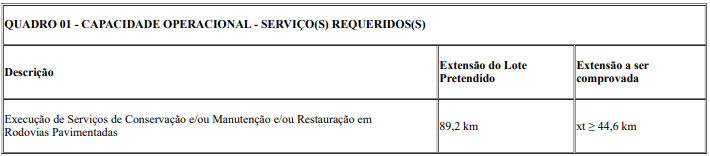 QUADRO 01 - CAPACIDADE OPERACIONAL - SERVIÇO(S) REQUERIDOS(S)
Descrição
Extensão do Lote
Pretendido
Extensão a ser
comprovada
Execução de Serviços de Conservação e/ou Manutenção e/ou Restauração em
Rodovias Pavimentadas
89,2 km
xt ≥ 44,6 km